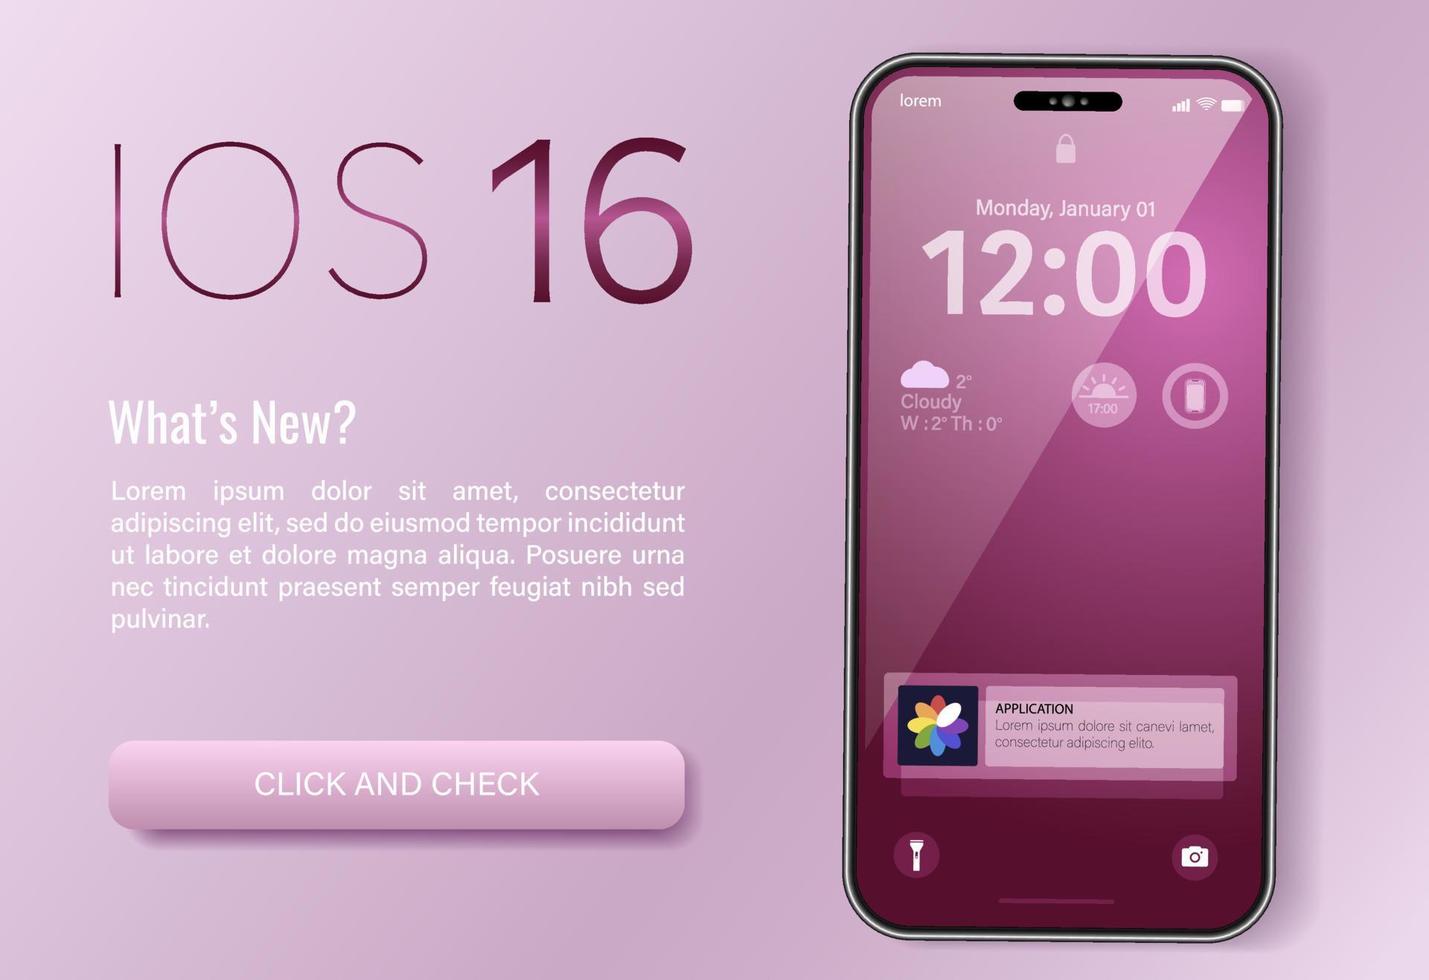 IOS 16
What's New?
Lorem ipsum dolor sit amet, consectetur
adipiscing elit, sed do eiusmod tempor incididunt
ut labore et dolore magna aliqua. Posuere urna
nec tincidunt praesent semper feugiat nibh sed
pulvinar.
CLICK AND CHECK
lorem
Monday, January 01
12:00
2°
Cloudy
W : 2° Th : 0°
17:00
APPLICATION
Lorem ipsum dolore sit canevi lamet,
consectetur adipiscing elito.